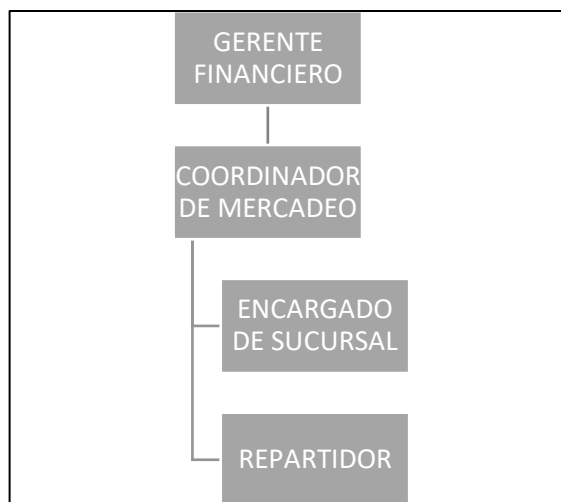 GERENTE
FINANCIERO
COORDINADOR
DE MERCADEO
ENCARGADO
DE SUCURSAL
REPARTIDOR